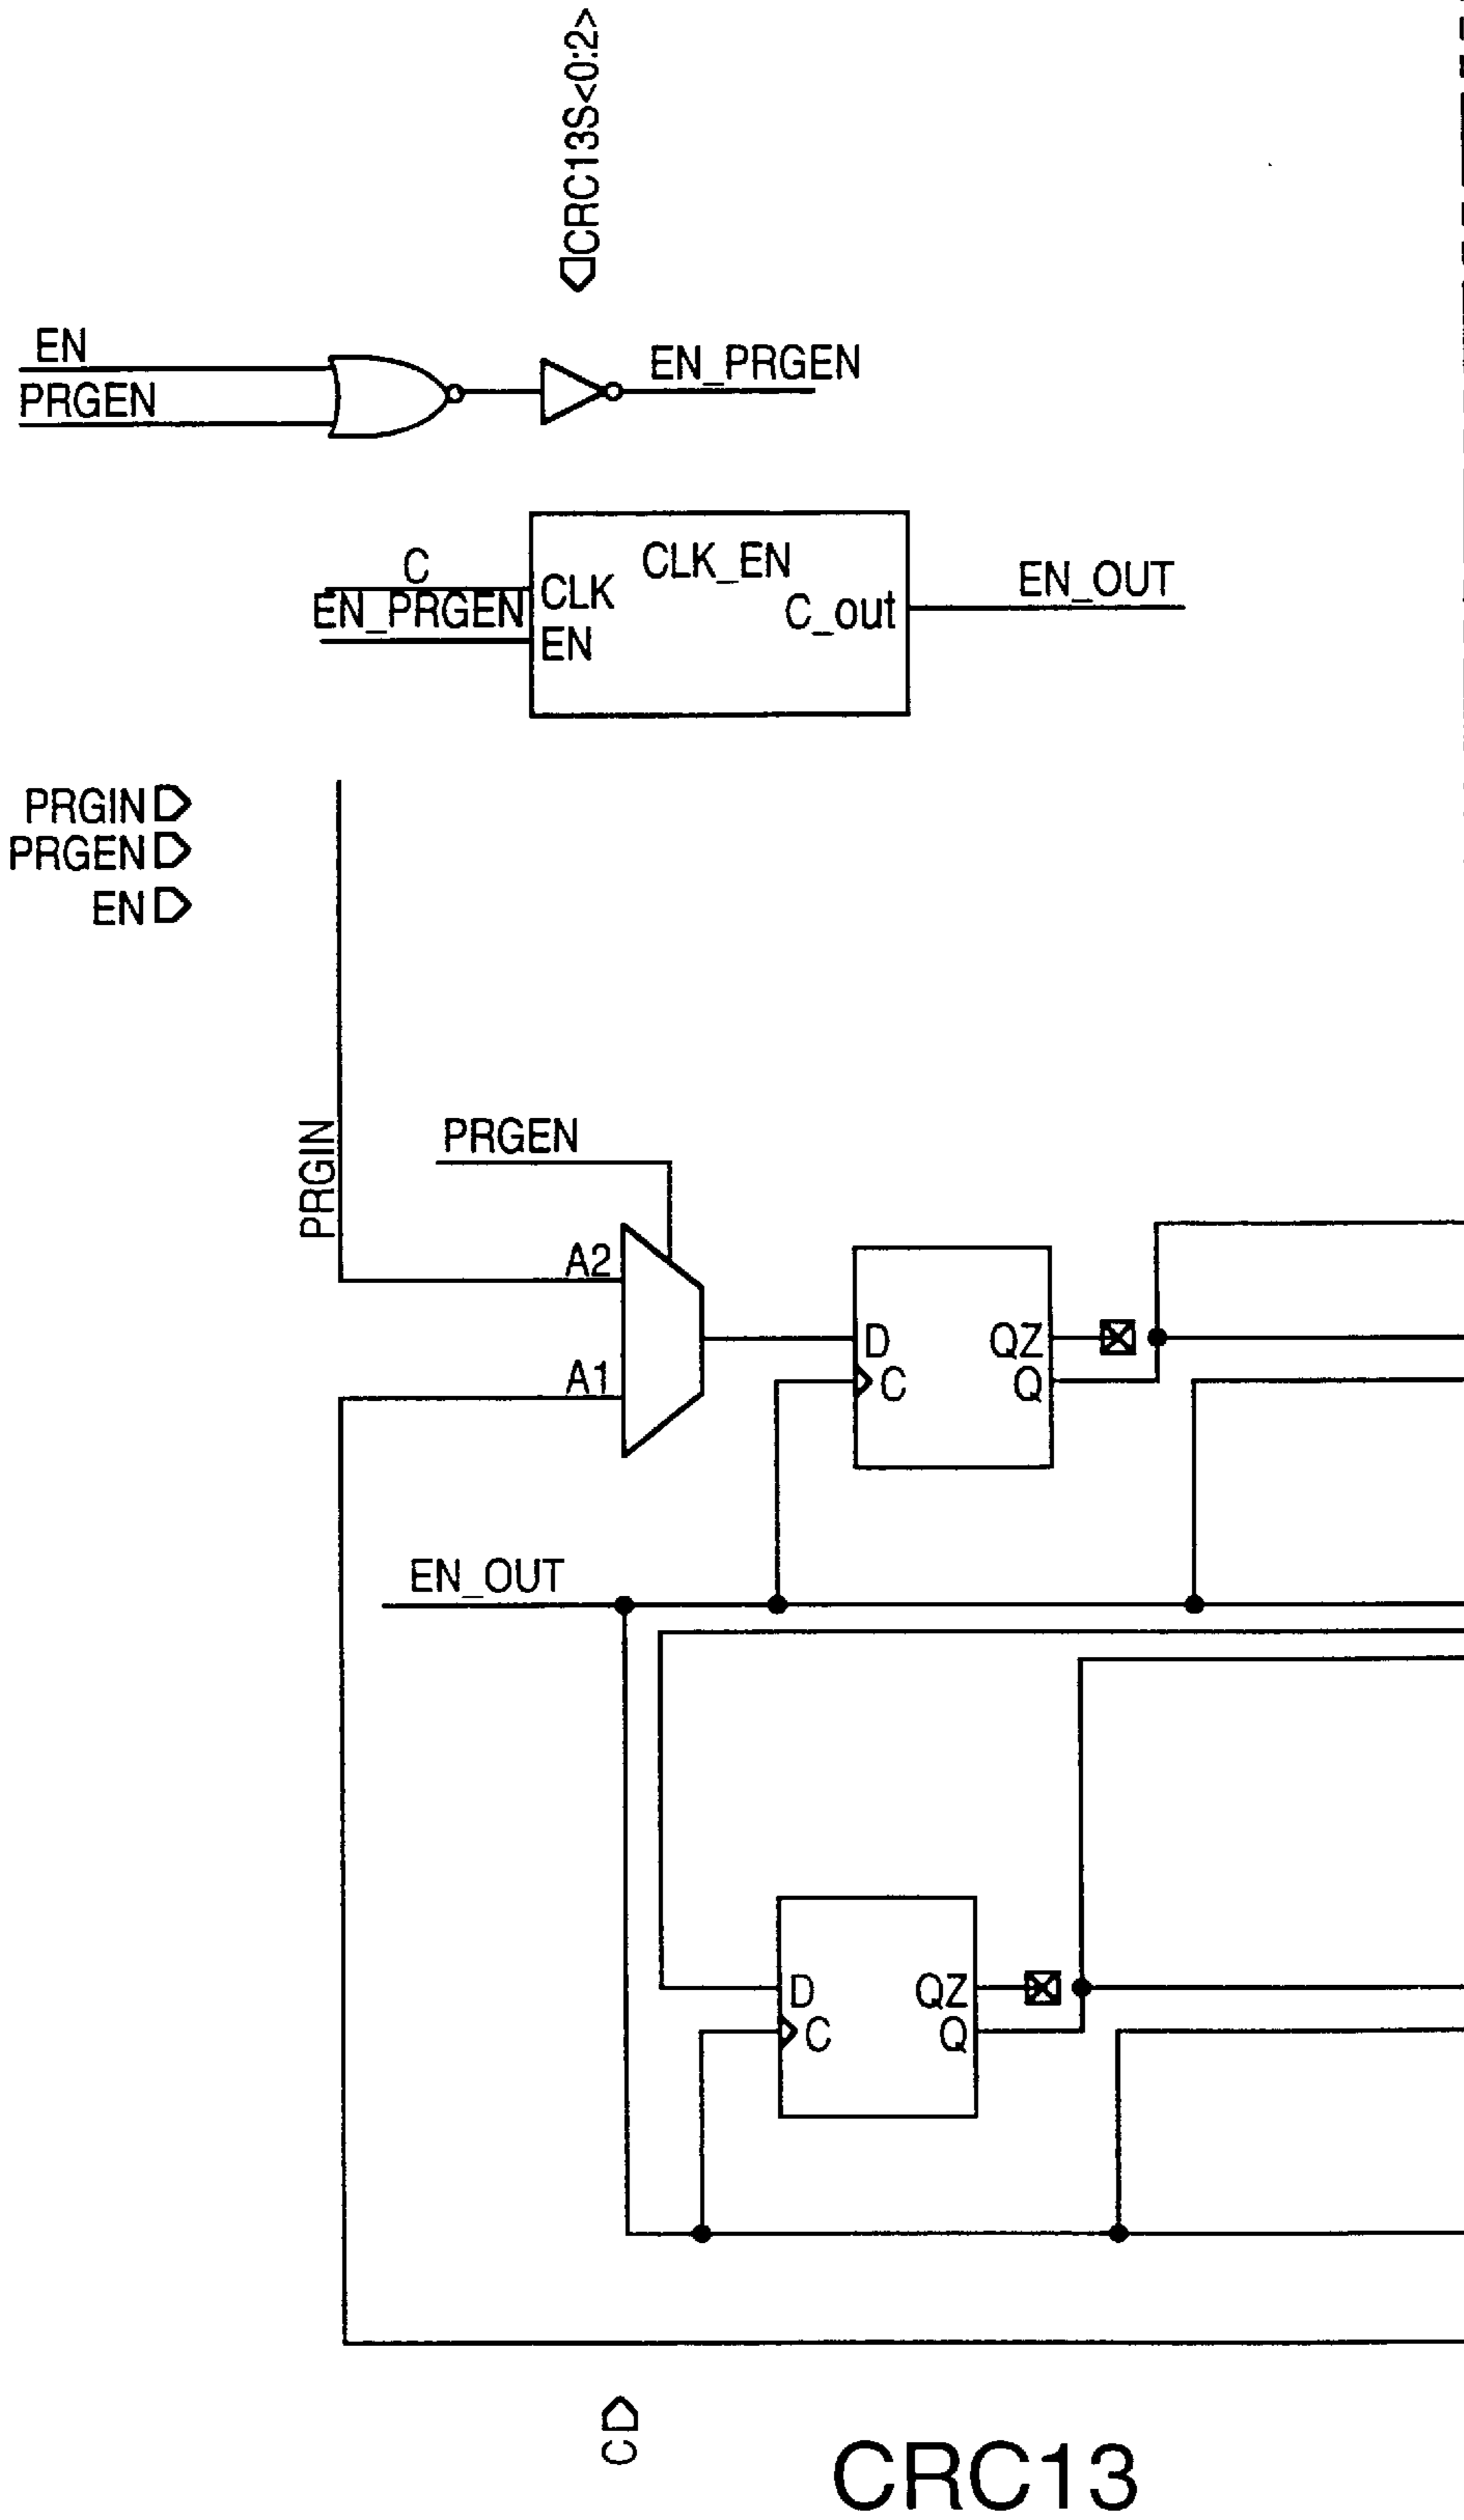 CRC13S<0:2>
EN
PRGEN
EN_PRGEN
C
EN_PRGEN
CLK
EN
CLK_EN
C_out
EN_OUT
PRGIN
PRGEN
EN
PRGIN
PRGEN
A2
A1
D
C
QZ
Q
EN_OUT
D
C
QZ
Q
C
CRC13